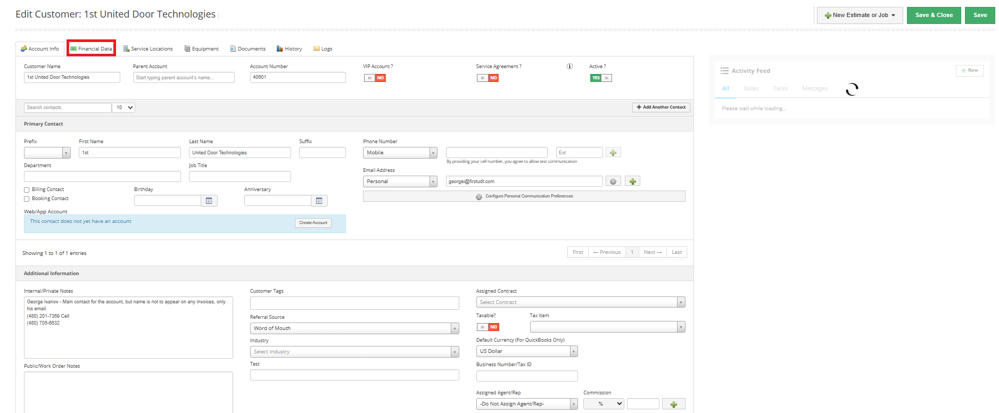 Edit Customer: 1st United Door Technologies
New Estimate or Job
Save & Close
Save
Account Info
Financial Data
Service Locations
Equipment
Documents
History
Logs
Customer Name
Parent Account
Account Number
VIP Account ?
Service Agreement ?
Active ?
1st United Door Technologies
Start typing parent account's name...
40601
NO
NO
YES
Search contacts
10
Add Another Contact
Primary Contact
Prefix
First Name
Last Name
Suffix
Phone Number
1st
United Door Technologies
Mobile
Ext
By providing your cell number, you agree to allow text communication
Department
Job Title
Email Address
Personal
georgei@firstudt.com
Billing Contact
Booking Contact
Birthday
Anniversary
Configure Personal Communication Preferences
Web/App Account
This contact does not yet have an account
Create Account
Showing 1 to 1 of 1 entries
First
← Previous
1
Next →
Last
Additional Information
Internal/Private Notes
George Ivanov - Main contact for the account, but name is not to appear on any invoices, only
his email.
(480) 201-7369 Cell
(480) 705-6632
Public/Work Order Notes
Customer Tags
Referral Source
Word of Mouth
Industry
Select Industry
Test
Assigned Contract
Select Contract
Taxable?
Tax Item
NO
Default Currency (For QuickBooks Only)
US Dollar
Business Number/Tax ID
Assigned Agent/Rep
Commission
-Do Not Assign Agent/Rep-
%
Activity Feed
New
All
Notes
Tasks
Messages
Please wait while loading...